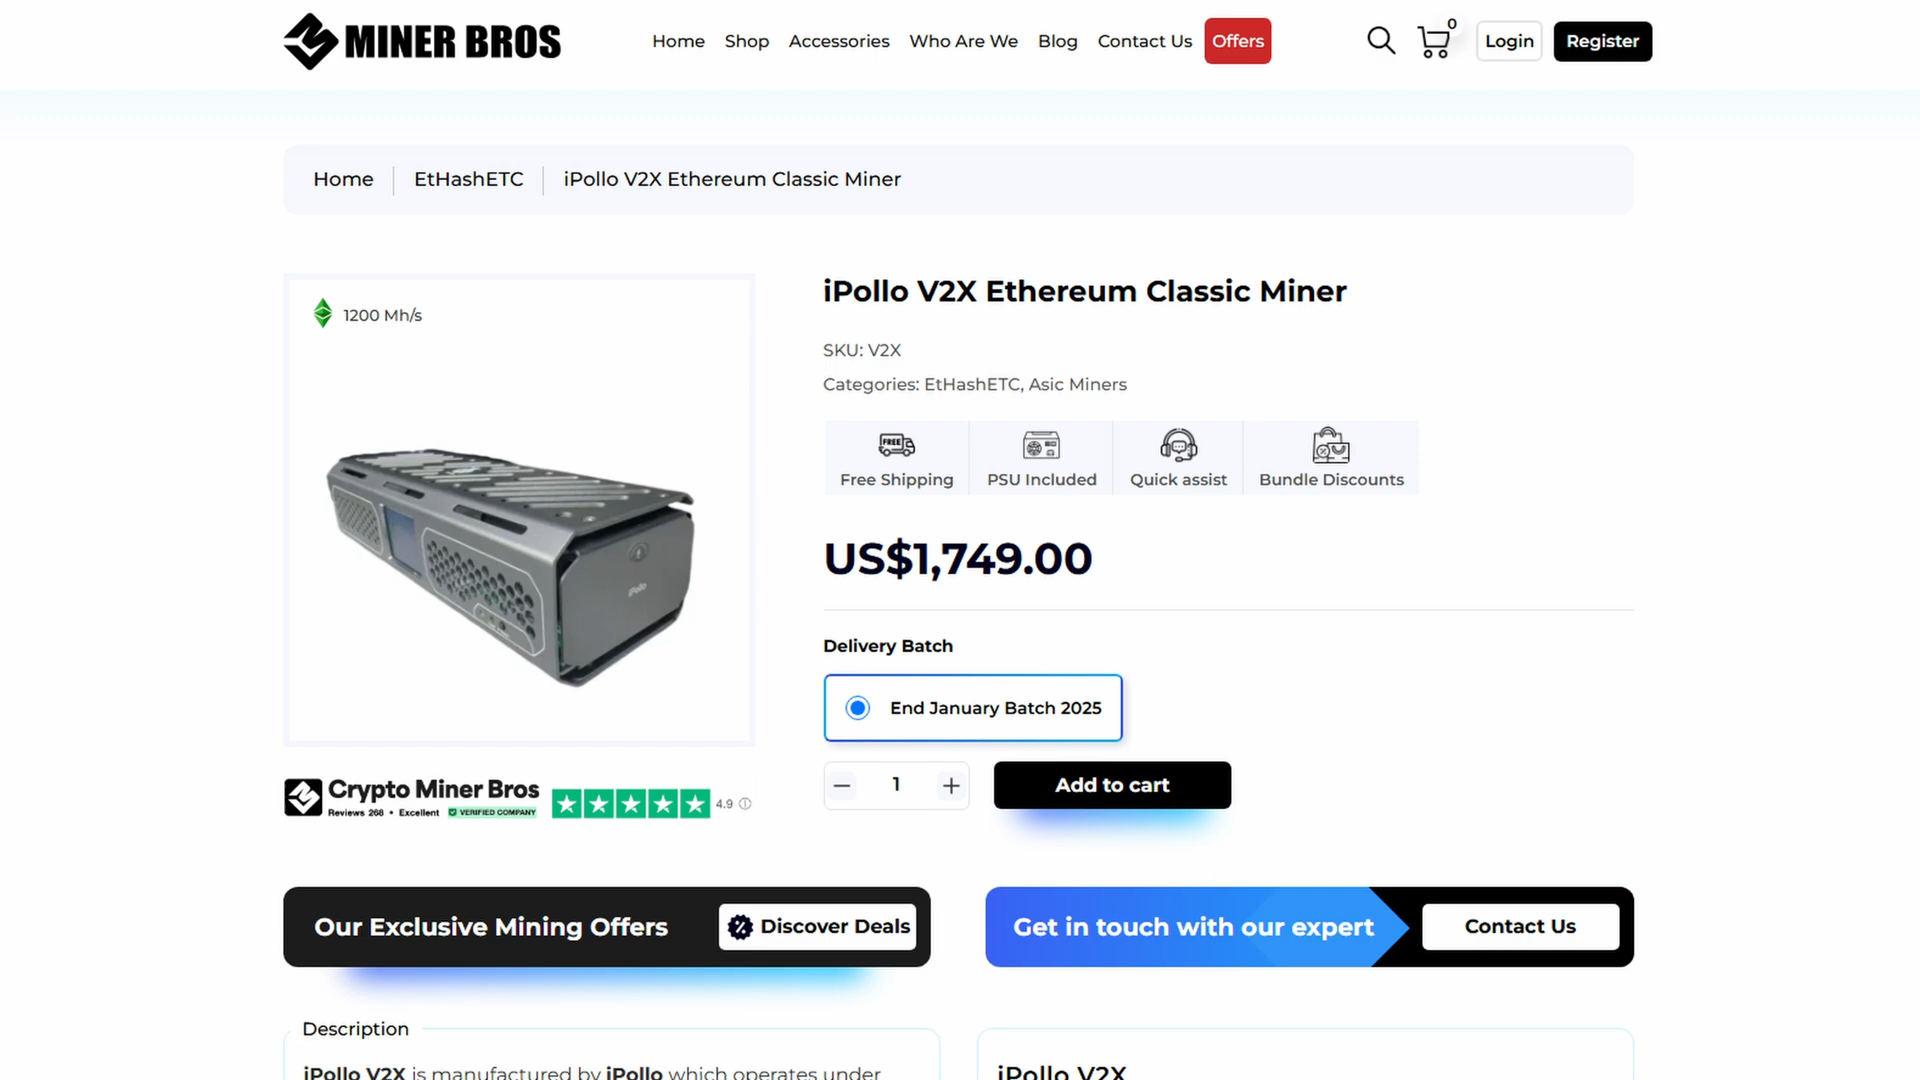 MINER BROS
Home Shop Accessories Who Are We Blog Contact Us Offers
0
Login Register
Home EtHashETC iPollo V2X Ethereum Classic Miner
1200 Mh/s
iPollo
iPollo V2X Ethereum Classic Miner
SKU: V2X
Categories: EtHashETC, Asic Miners
FREE
Free Shipping PSU Included Quick assist Bundle Discounts
US$1,749.00
Delivery Batch
End January Batch 2025
1
Add to cart
Crypto Miner Bros
Reviews 268 • Excellent VERIFIED COMPANY
4.9
Our Exclusive Mining Offers Discover Deals
Get in touch with our expert Contact Us
Description
iPollo V2X is manufactured by iPollo which operates under
iPollo V2X